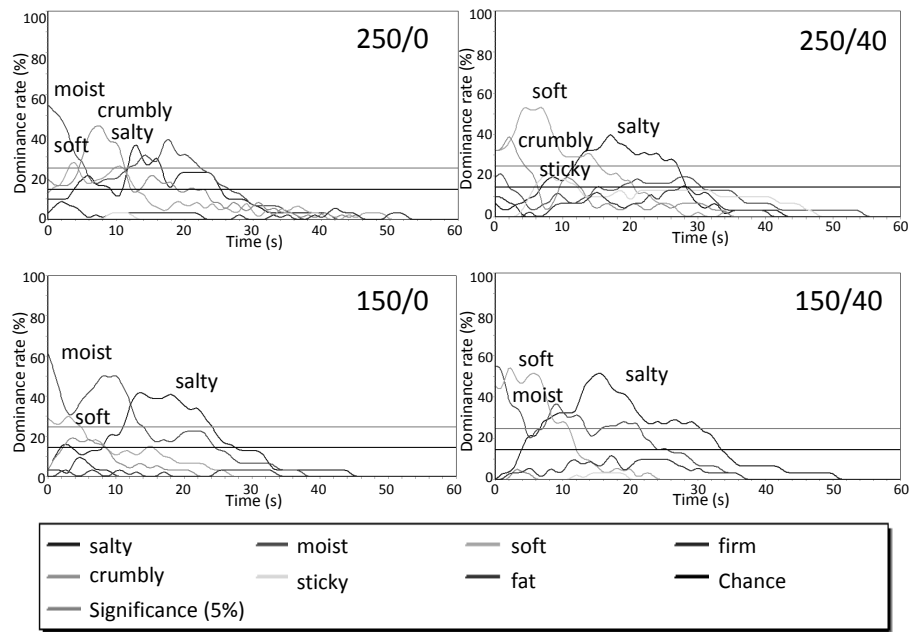 100
80
60
40
20
0
Dominance rate (%)
250/0
moist
crumbly
salty
soft
0 10 20 30 40 50 60
Time (s)
100
80
60
40
20
0
Dominance rate (%)
250/40
soft
salty
crumbly
sticky
0 10 20 30 40 50 60
Time (s)
100
80
60
40
20
0
Dominance rate (%)
150/0
moist
salty
soft
0 10 20 30 40 50 60
Time (s)
100
80
60
40
20
0
Dominance rate (%)
150/40
soft
salty
moist
0 10 20 30 40 50 60
Time (s)
salty moist soft firm
crumbly sticky fat Chance
Significance (5%)